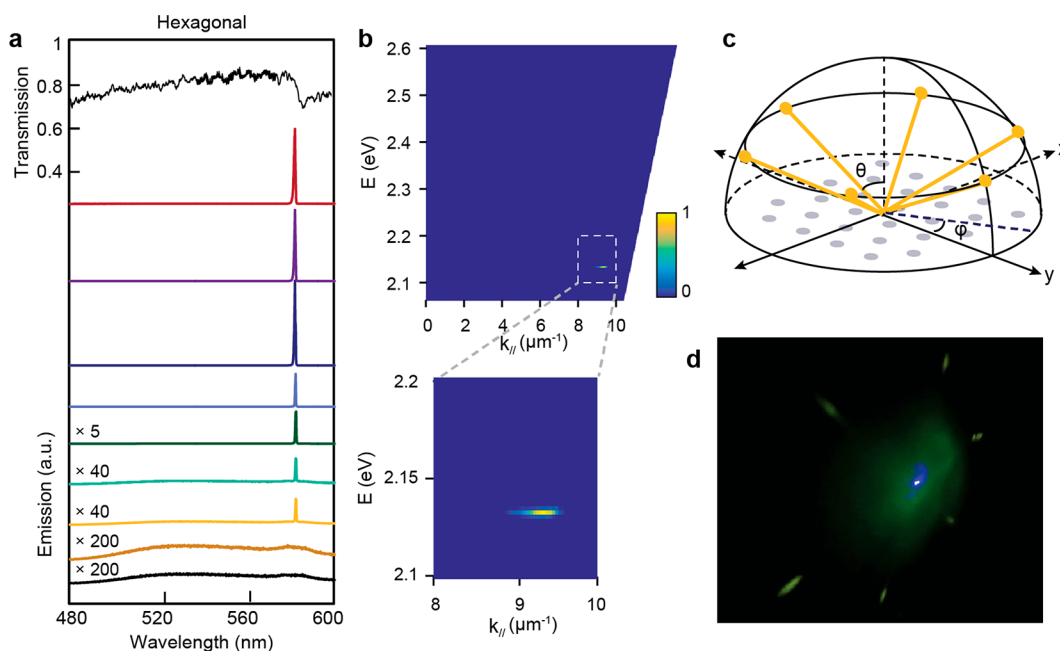 Hexagonal
a
1
0.8
0.6
0.4
Transmission
Emission (a.u.)
× 5
× 40
× 40
× 200
× 200
480
520
560
600
Wavelength (nm)
b
2.6
2.5
2.4
2.3
2.2
2.1
E (eV)
0
2
4
6
8
10
k// (µm-1)
1
0
2.2
2.15
2.1
E (eV)
8
9
10
k// (µm-1)
c
θ
φ
y
d